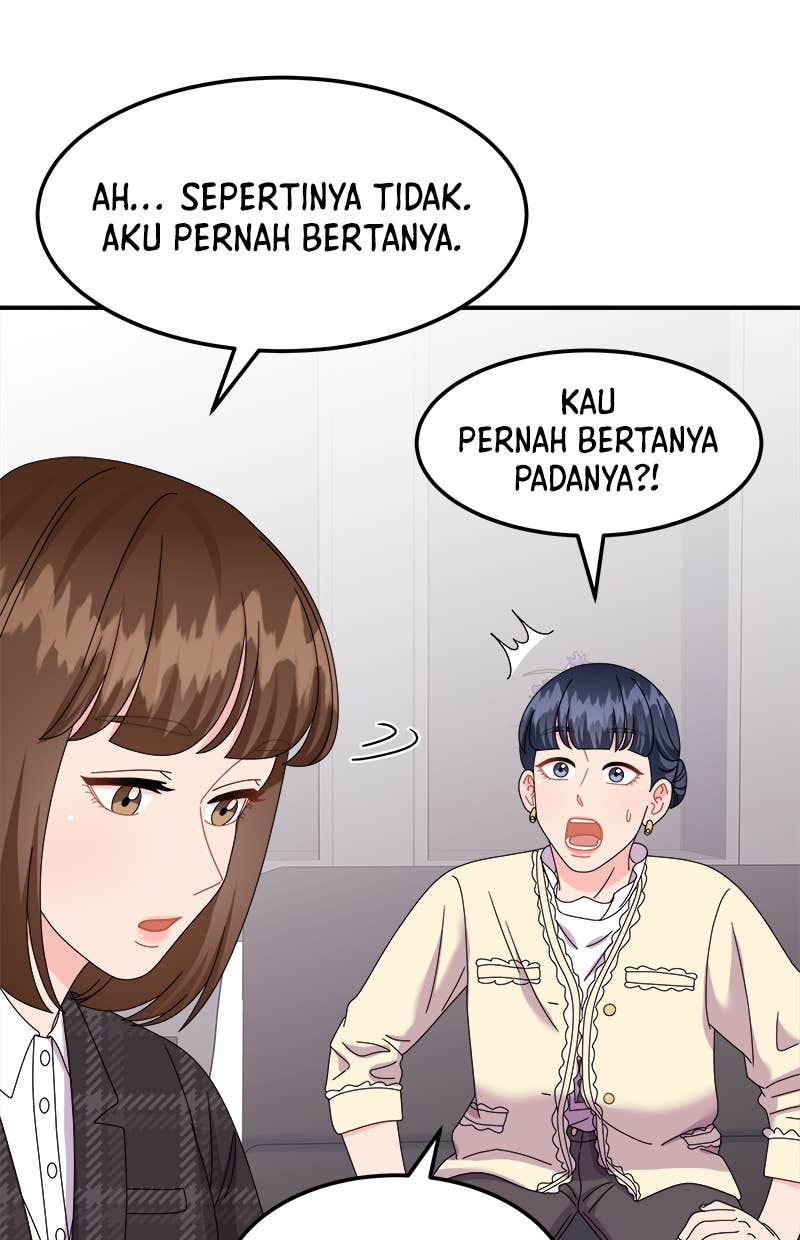 AH... SEPERTINYA TIDAK.
AKU PERNAH BERTANYA.
KAU
PERNAH BERTANYA
PADANYA?!